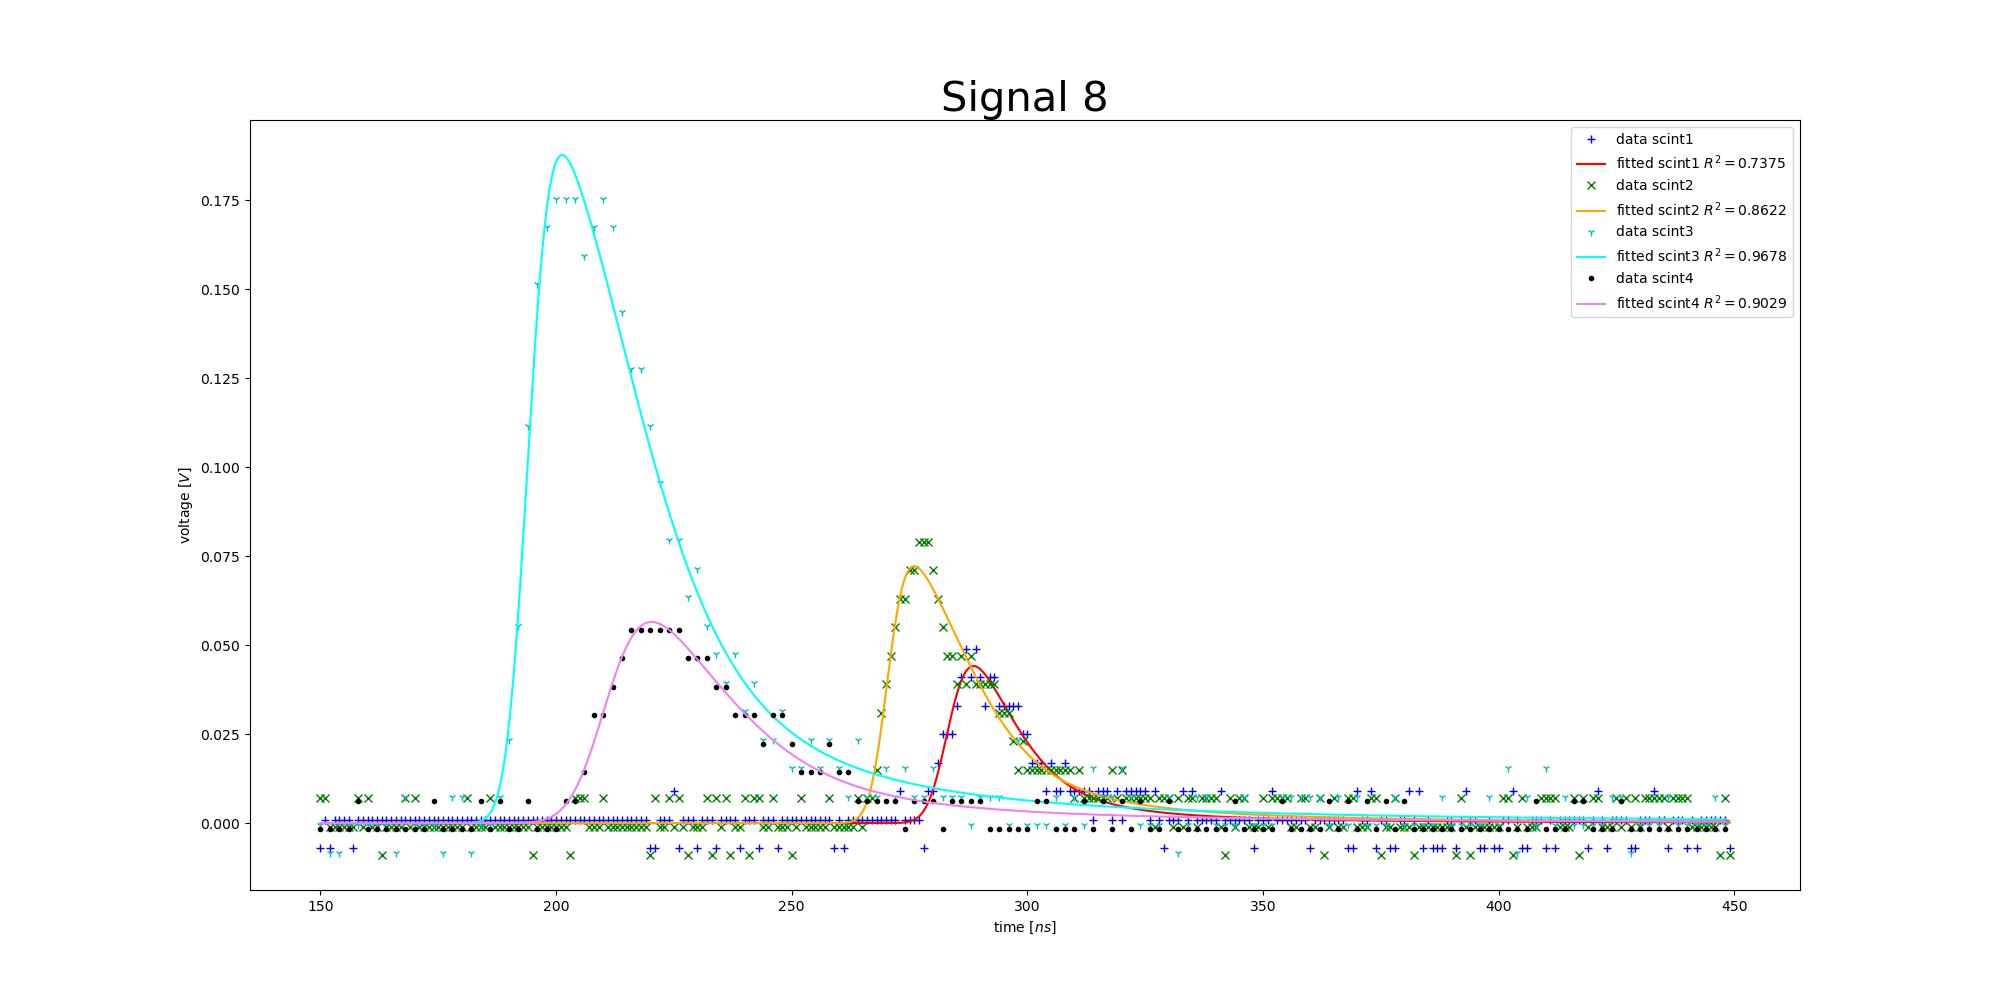 Signal 8
data scint1
fitted scint1 R² = 0.7375
data scint2
fitted scint2 R² = 0.8622
data scint3
fitted scint3 R² = 0.9678
data scint4
fitted scint4 R² = 0.9029
voltage [V]
0.175
0.150
0.125
0.100
0.075
0.050
0.025
0.000
150 200 250 300 350 400 450
time [ns]